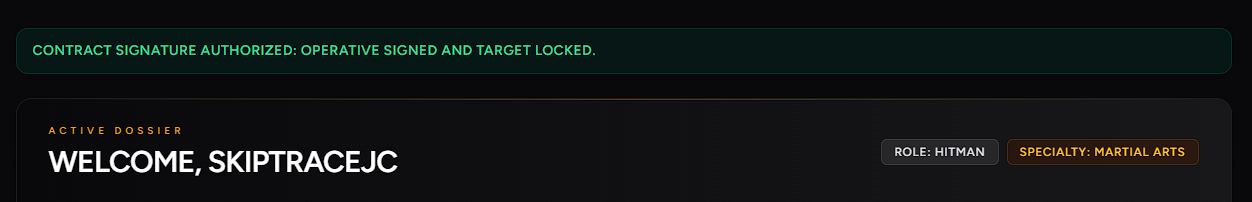 CONTRACT SIGNATURE AUTHORIZED: OPERATIVE SIGNED AND TARGET LOCKED.
ACTIVE DOSSIER
WELCOME, SKIPTRACEJC
ROLE: HITMAN
SPECIALTY: MARTIAL ARTS